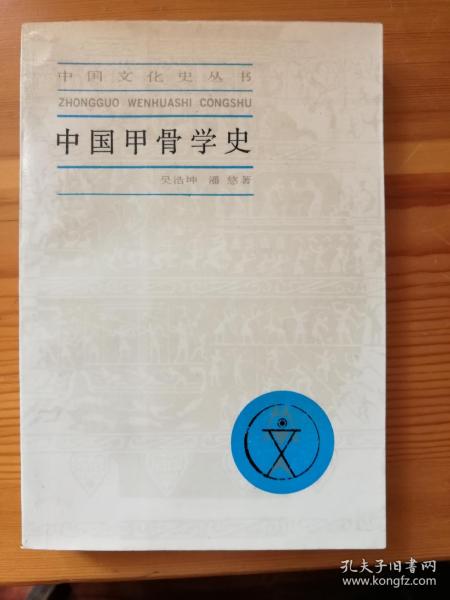 中国文化史丛书
ZHONGGUO WENHUASHI CONGSHU
中国甲骨学史
吴浩坤 潘悠著
孔夫子旧书网
www.kongfz.com